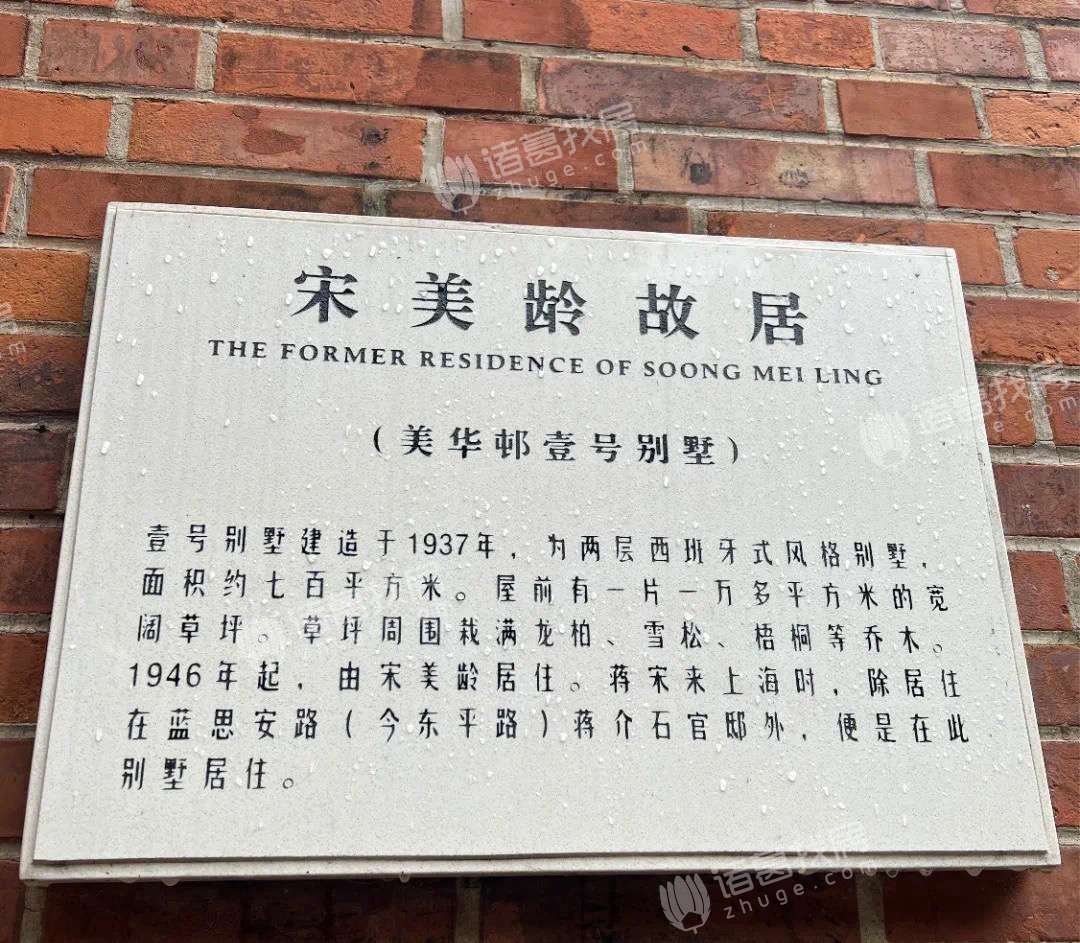 宋美龄故居
THE FORMER RESIDENCE OF SOONG MEI LING
(美华邨壹号别墅)
壹号别墅建造于1937年，为两层西班牙式风格别墅，
面积约七百平方米。屋前有一片一万多平方米的宽
阔草坪。草坪周围栽满龙柏、雪松、梧桐等乔木。
1946年起，由宋美龄居住。蒋宋来上海时，除居住
在蓝思安路(今东平路)蒋介石官邸外，便是在此
别墅居住。
诸葛找房
zhuge.com
诸葛找房
zhuge.com
诸葛找房
zhuge.com